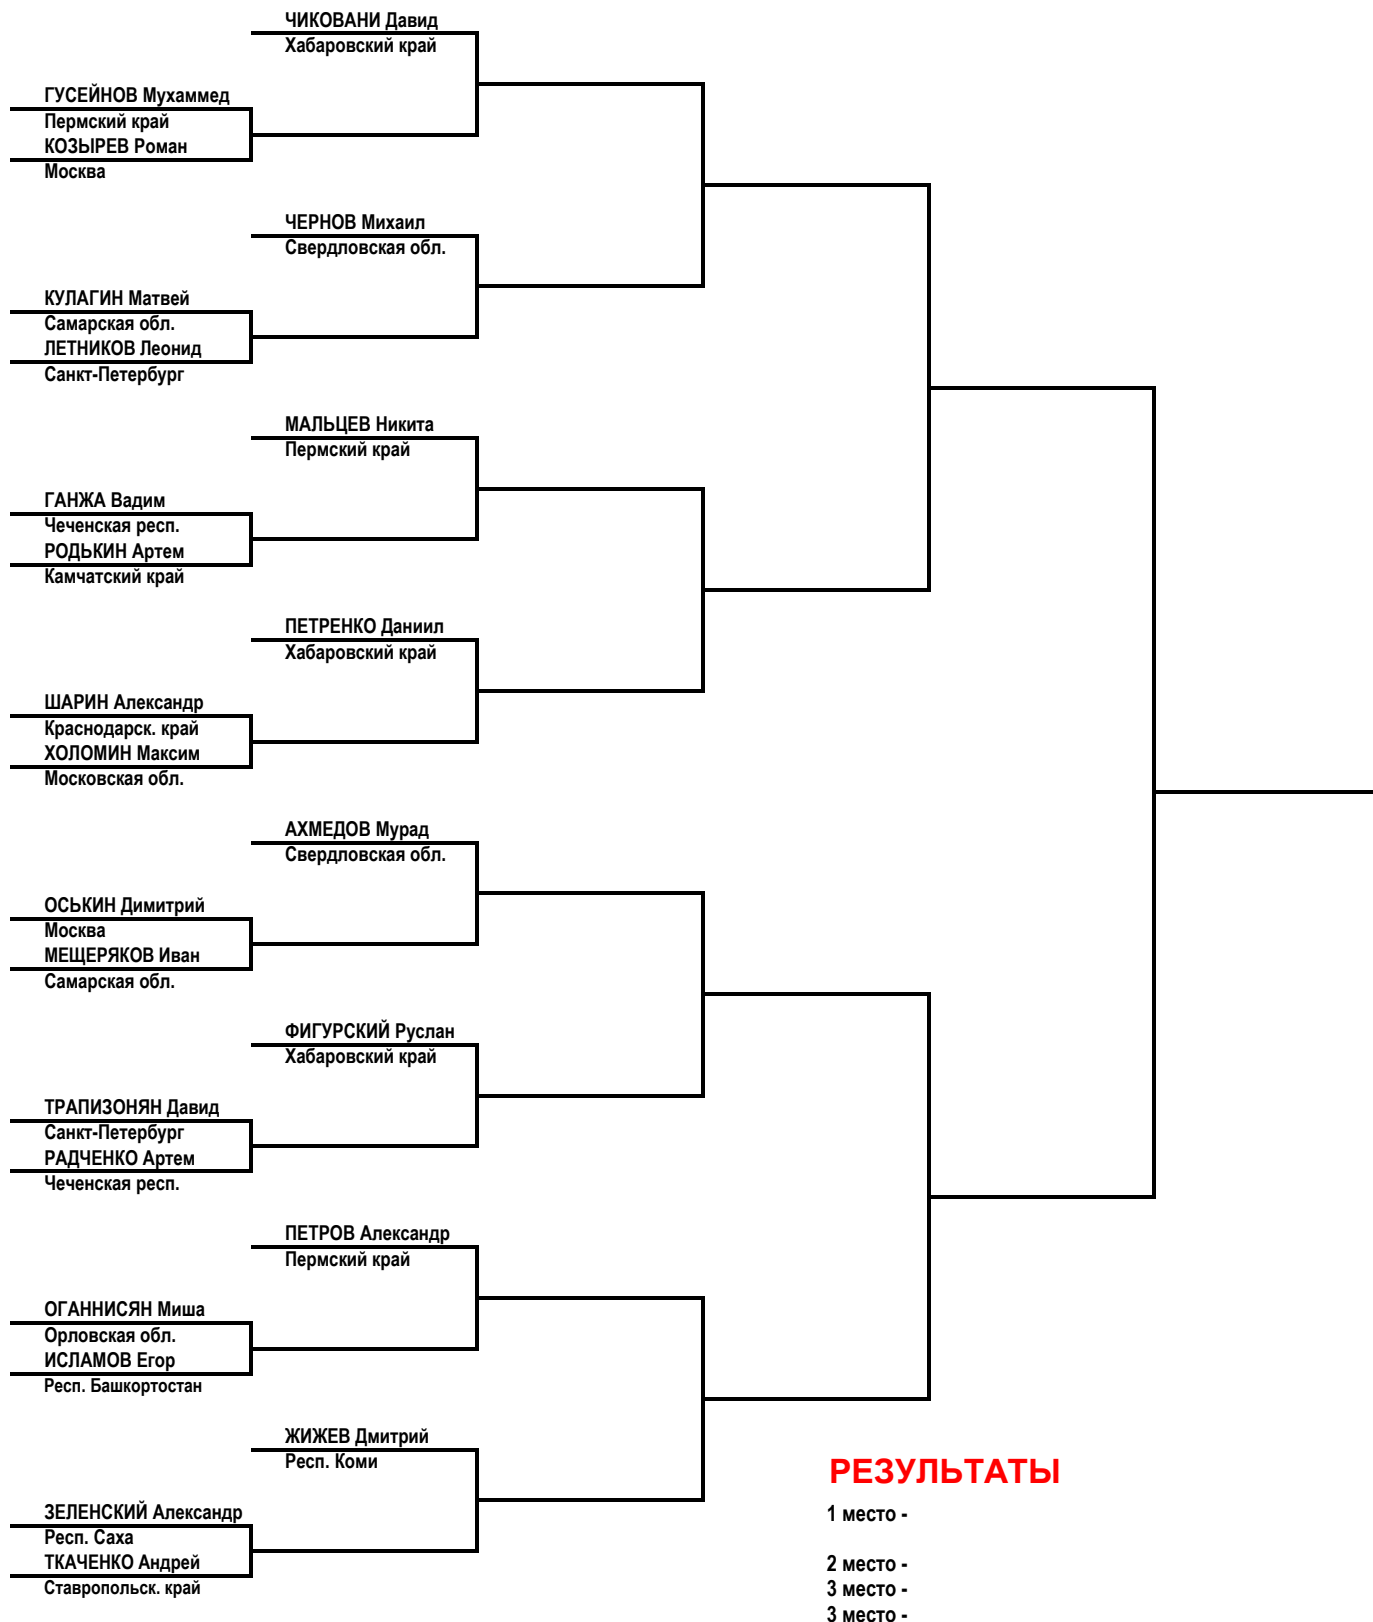 ЧИКОВАНИ Давид
Хабаровский край
ГУСЕЙНОВ Мухаммед
Пермский край
КОЗЫРЕВ Роман
Москва
ЧЕРНОВ Михаил
Свердловская обл.
КУЛАГИН Матвей
Самарская обл.
ЛЕТНИКОВ Леонид
Санкт-Петербург
МАЛЬЦЕВ Никита
Пермский край
ГАНЖА Вадим
Чеченская респ.
РОДЬКИН Артем
Камчатский край
ПЕТРЕНКО Даниил
Хабаровский край
ШАРИН Александр
Краснодарск. край
ХОЛОМИН Максим
Московская обл.
АХМЕДОВ Мурад
Свердловская обл.
ОСЬКИН Димитрий
Москва
МЕЩЕРЯКОВ Иван
Самарская обл.
ФИГУРСКИЙ Руслан
Хабаровский край
ТРАПИЗОНЯН Давид
Санкт-Петербург
РАДЧЕНКО Артем
Чеченская респ.
ПЕТРОВ Александр
Пермский край
ОГАННИСЯН Миша
Орловская обл.
ИСЛАМОВ Егор
Респ. Башкортостан
ЖИЖЕВ Дмитрий
Респ. Коми
ЗЕЛЕНСКИЙ Александр
Респ. Саха
ТКАЧЕНКО Андрей
Ставропольск. край
РЕЗУЛЬТАТЫ
1 место -
2 место -
3 место -
3 место -